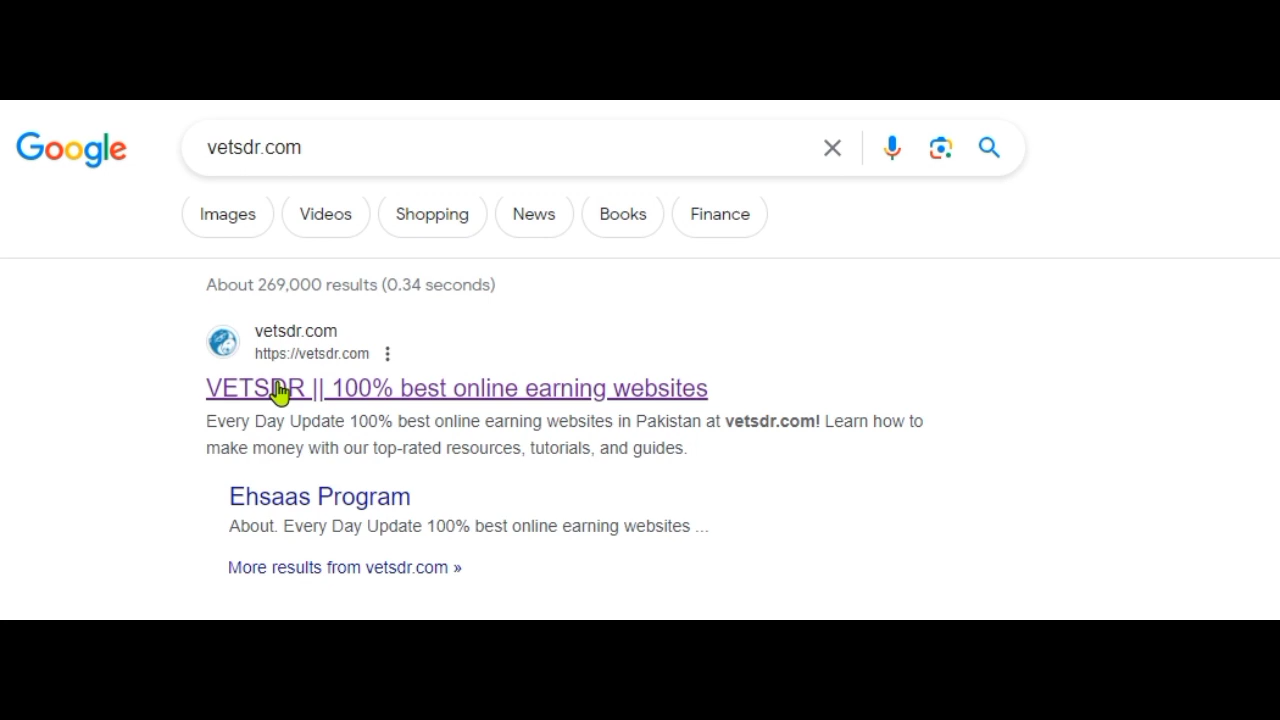 Google
vetsdr.com
Images
Videos
Shopping
News
Books
Finance
About 269,000 results (0.34 seconds)
vetsdr.com
https://vetsdr.com
VETSDR || 100% best online earning websites
Every Day Update 100% best online earning websites in Pakistan at vetsdr.com! Learn how to
make money with our top-rated resources, tutorials, and guides.
Ehsaas Program
About. Every Day Update 100% best online earning websites ...
More results from vetsdr.com »